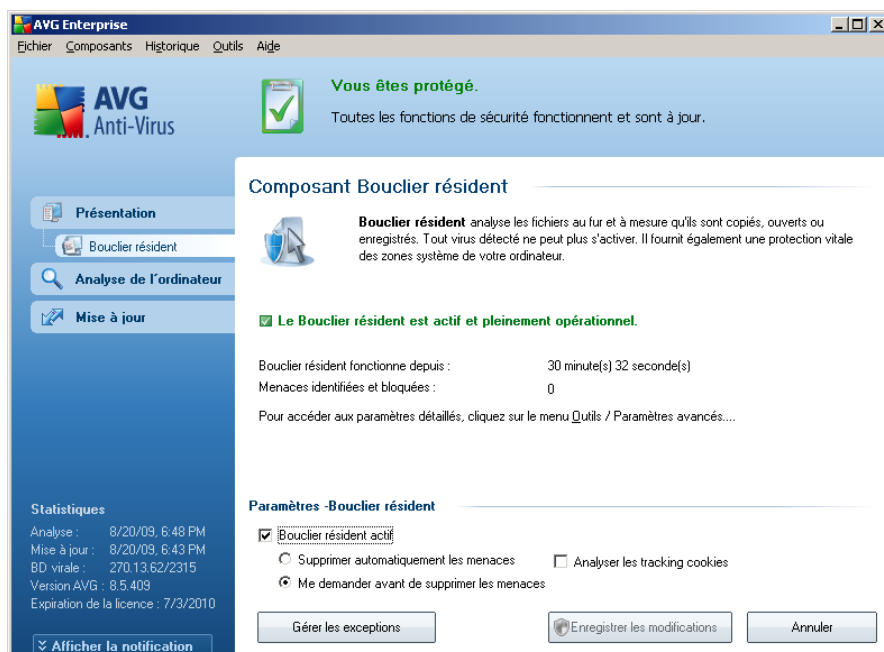 AVG Enterprise
Fichier Composants Historique Outils Aide
AVG
Anti-Virus
Vous êtes protégé.
Toutes les fonctions de sécurité fonctionnent et sont à jour.
Présentation
Bouclier résident
Analyse de l'ordinateur
Mise à jour
Composant Bouclier résident
Bouclier résident analyse les fichiers au fur et à mesure qu'ils sont copiés, ouverts ou
enregistrés. Tout virus détecté ne peut plus s'activer. Il fournit également une protection vitale
des zones système de votre ordinateur.
Le Bouclier résident est actif et pleinement opérationnel.
Bouclier résident fonctionne depuis : 30 minute(s) 32 seconde(s)
Menaces identifiées et bloquées : 0
Pour accéder aux paramètres détaillés, cliquez sur le menu Outils / Paramètres avancés....
Paramètres -Bouclier résident
Bouclier résident actif
Supprimer automatiquement les menaces
Analyser les tracking cookies
Me demander avant de supprimer les menaces
Gérer les exceptions
Enregistrer les modifications
Annuler
Statistiques
Analyse : 8/20/09, 6:48 PM
Mise à jour : 8/20/09, 6:43 PM
BD virale : 270.13.62/2315
Version AVG : 8.5.409
Expiration de la licence : 7/3/2010
Afficher la notification